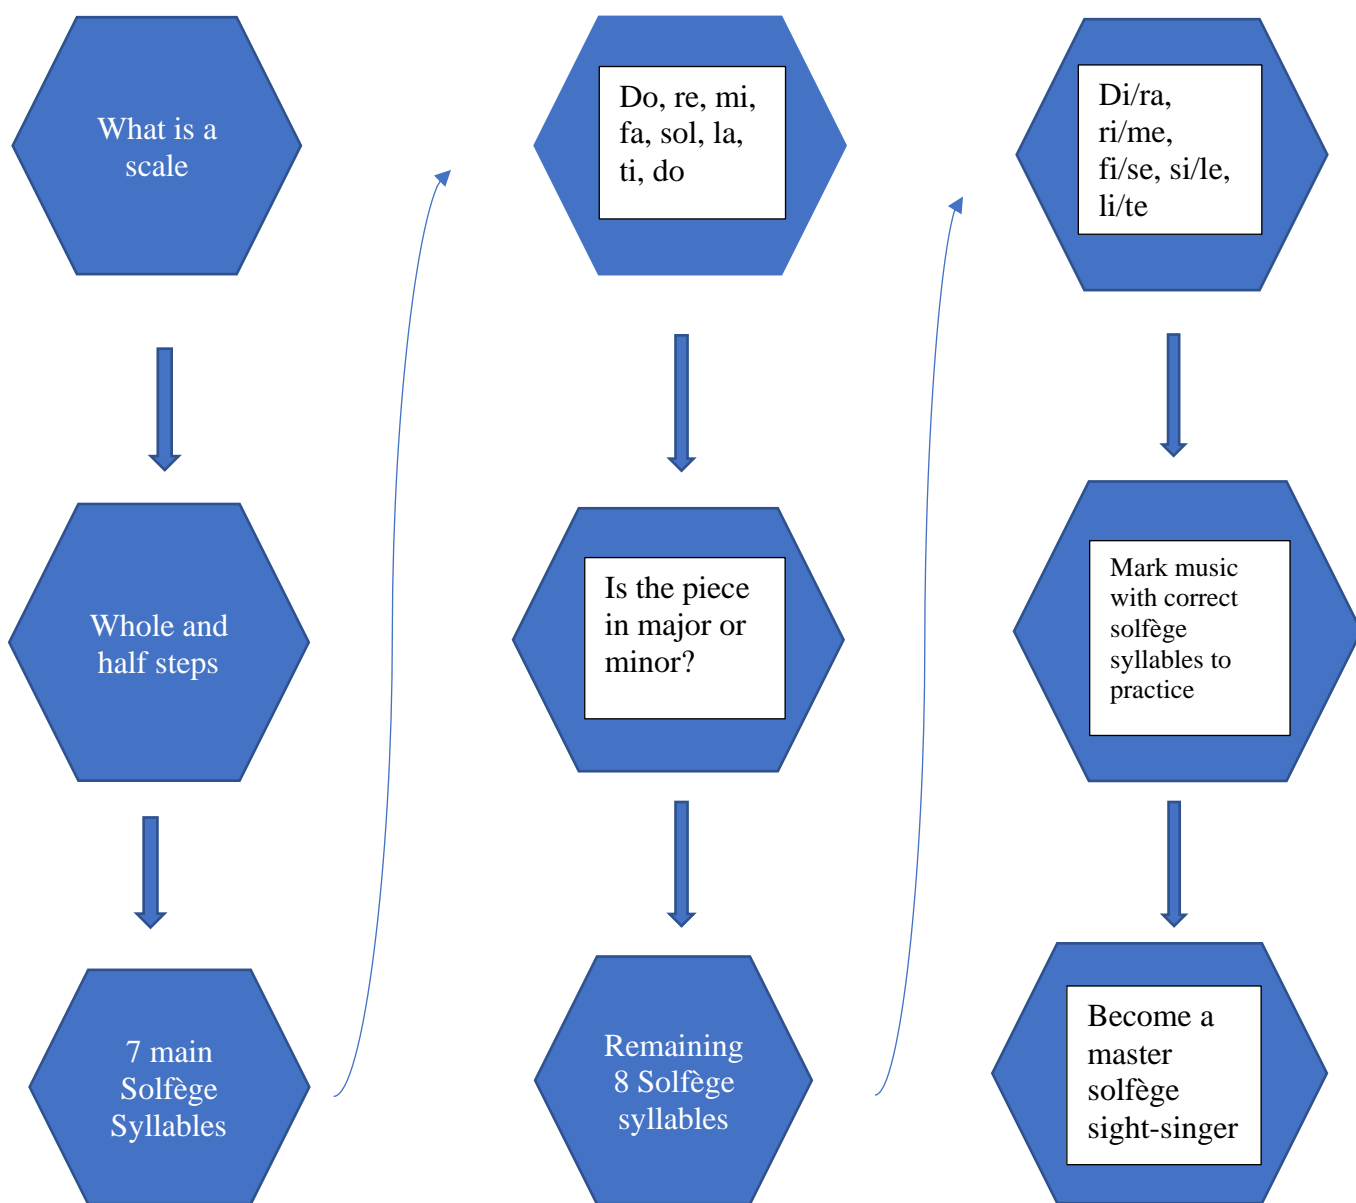 What is a
scale
Whole and
half steps
7 main
Solfège
Syllables
Do, re, mi,
fa, sol, la,
ti, do
Is the piece
in major or
minor?
Remaining
8 Solfège
syllables
Di/ra,
ri/me,
fi/se, si/le,
li/te
Mark music
with correct
solfège
syllables to
practice
Become a
master
solfège
sight-singer